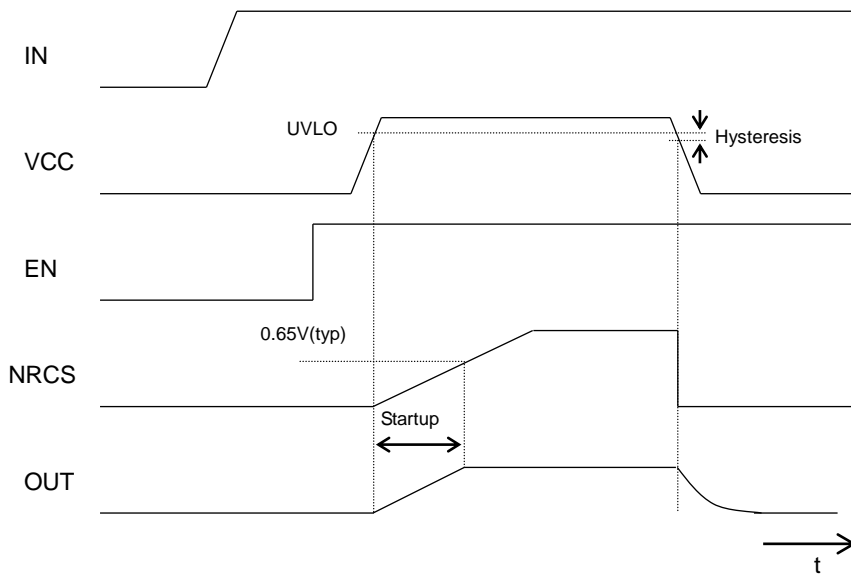 IN
UVLO
Hysteresis
VCC
EN
0.65V(typ)
NRCS
Startup
OUT
t